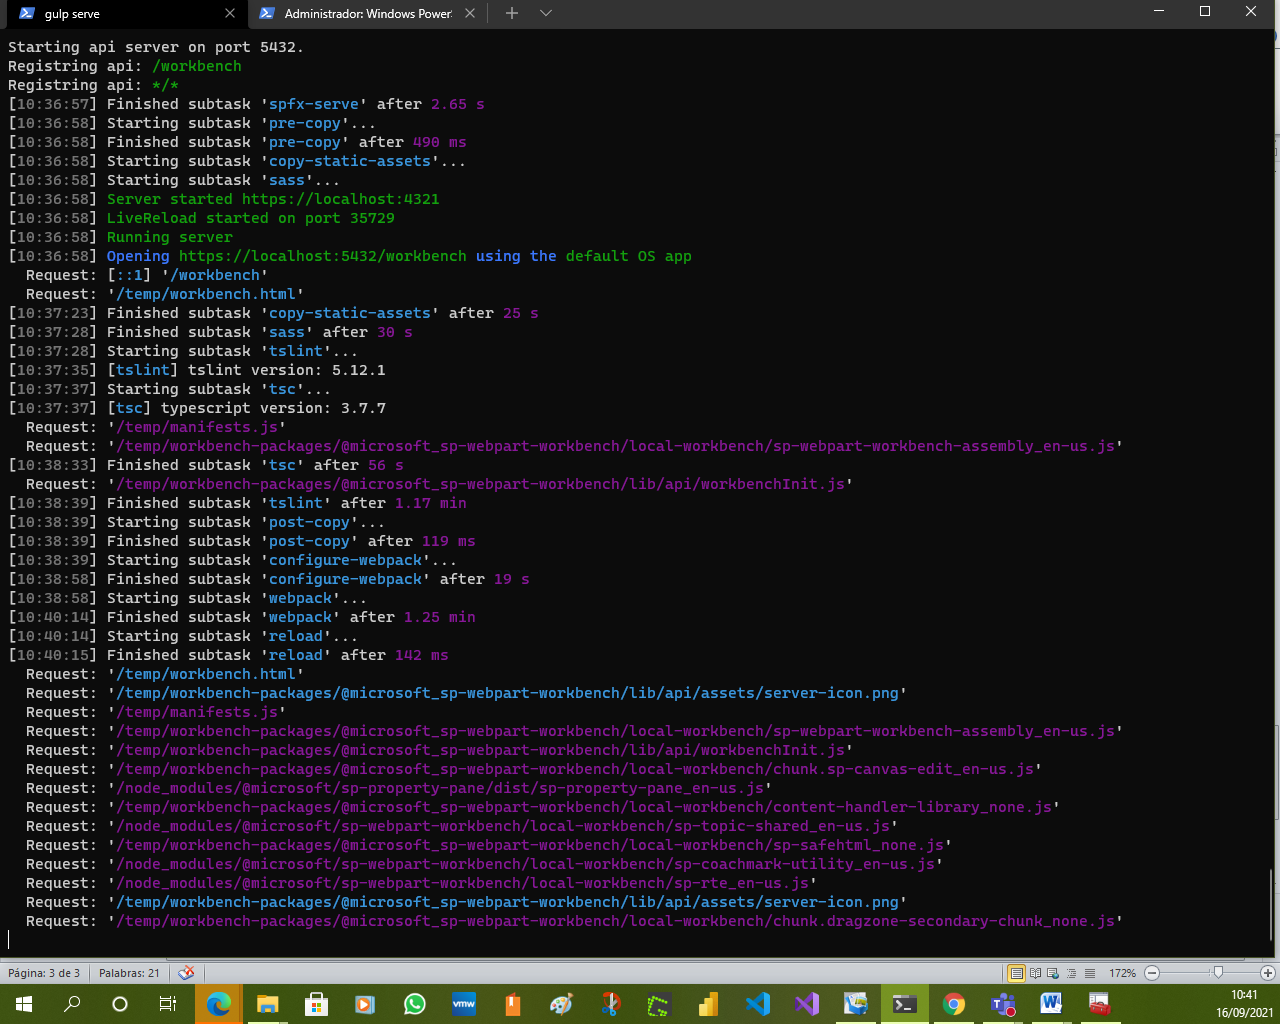 gulp serve
Administrador: Windows PowerS
Starting api server on port 5432.
Registring api: /workbench
Registring api: */*
[10:36:57] Finished subtask 'spfx-serve' after 2.65 s
[10:36:58] Starting subtask 'pre-copy'...
[10:36:58] Finished subtask 'pre-copy' after 490 ms
[10:36:58] Starting subtask 'copy-static-assets'...
[10:36:58] Starting subtask 'sass'...
[10:36:58] Server started https://localhost:4321
[10:36:58] LiveReload started on port 35729
[10:36:58] Running server
[10:36:58] Opening https://localhost:5432/workbench using the default OS app
  Request: [::1] '/workbench'
  Request: '/temp/workbench.html'
[10:37:23] Finished subtask 'copy-static-assets' after 25 s
[10:37:28] Finished subtask 'sass' after 30 s
[10:37:28] Starting subtask 'tslint'...
[10:37:35] [tslint] tslint version: 5.12.1
[10:37:37] Starting subtask 'tsc'...
[10:37:37] [tsc] typescript version: 3.7.7
  Request: '/temp/manifests.js'
  Request: '/temp/workbench-packages/@microsoft_sp-webpart-workbench/local-workbench/sp-webpart-workbench-assembly_en-us.js'
[10:38:33] Finished subtask 'tsc' after 56 s
  Request: '/temp/workbench-packages/@microsoft_sp-webpart-workbench/lib/api/workbenchInit.js'
[10:38:39] Finished subtask 'tslint' after 1.17 min
[10:38:39] Starting subtask 'post-copy'...
[10:38:39] Finished subtask 'post-copy' after 119 ms
[10:38:39] Starting subtask 'configure-webpack'...
[10:38:58] Finished subtask 'configure-webpack' after 19 s
[10:38:58] Starting subtask 'webpack'...
[10:40:14] Finished subtask 'webpack' after 1.25 min
[10:40:14] Starting subtask 'reload'...
[10:40:15] Finished subtask 'reload' after 142 ms
  Request: '/temp/workbench.html'
  Request: '/temp/workbench-packages/@microsoft_sp-webpart-workbench/lib/api/assets/server-icon.png'
  Request: '/temp/manifests.js'
  Request: '/temp/workbench-packages/@microsoft_sp-webpart-workbench/local-workbench/sp-webpart-workbench-assembly_en-us.js'
  Request: '/temp/workbench-packages/@microsoft_sp-webpart-workbench/lib/api/workbenchInit.js'
  Request: '/temp/workbench-packages/@microsoft_sp-webpart-workbench/local-workbench/chunk.sp-canvas-edit_en-us.js'
  Request: '/node_modules/@microsoft/sp-property-pane/dist/sp-property-pane_en-us.js'
  Request: '/temp/workbench-packages/@microsoft_sp-webpart-workbench/local-workbench/content-handler-library_none.js'
  Request: '/node_modules/@microsoft/sp-webpart-workbench/local-workbench/sp-topic-shared_en-us.js'
  Request: '/temp/workbench-packages/@microsoft_sp-webpart-workbench/local-workbench/sp-safehtml_none.js'
  Request: '/node_modules/@microsoft/sp-webpart-workbench/local-workbench/sp-coachmark-utility_en-us.js'
  Request: '/node_modules/@microsoft/sp-webpart-workbench/local-workbench/sp-rte_en-us.js'
  Request: '/temp/workbench-packages/@microsoft_sp-webpart-workbench/lib/api/assets/server-icon.png'
  Request: '/temp/workbench-packages/@microsoft_sp-webpart-workbench/local-workbench/chunk.dragzone-secondary-chunk_none.js'
Página: 3 de 3
Palabras: 21
172%
vmw
10:41
16/09/2021